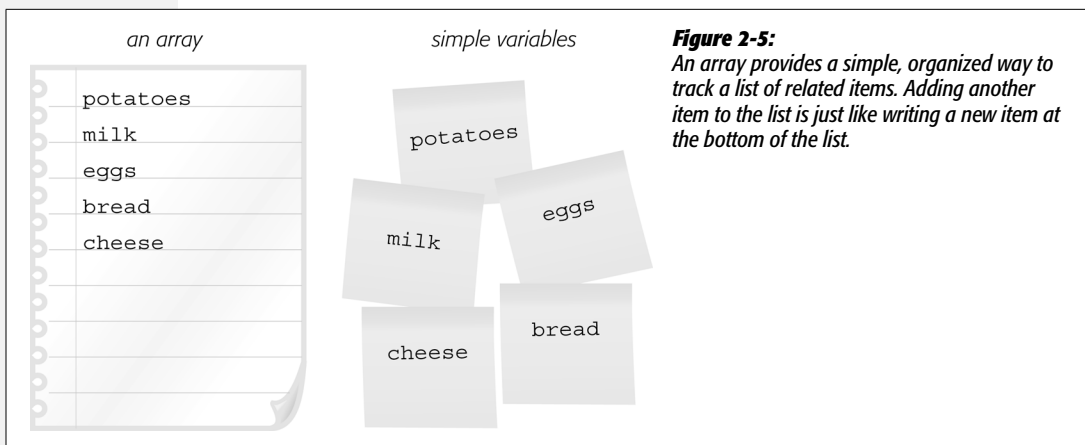 an array
potatoes
milk
eggs
bread
cheese
simple variables
potatoes
eggs
milk
bread
cheese
Figure 2-5:
An array provides a simple, organized way to
track a list of related items. Adding another
item to the list is just like writing a new item at
the bottom of the list.